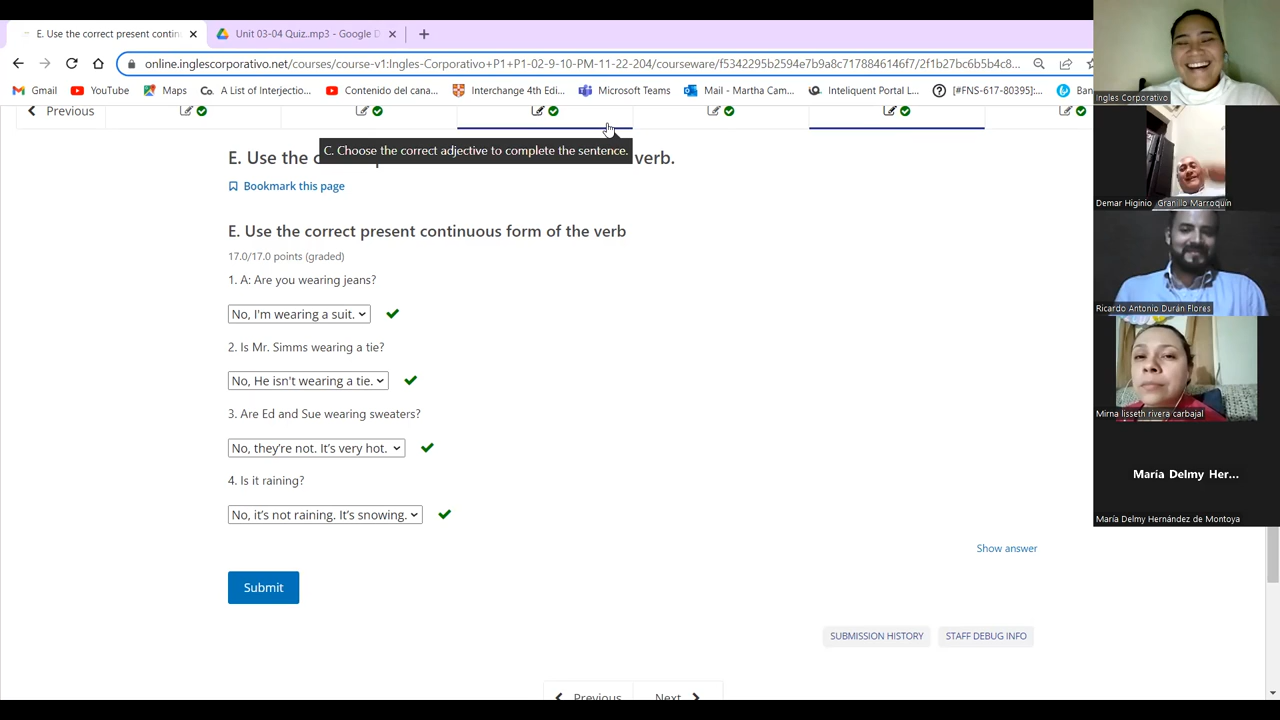 E. Use the correct present contin
Unit 03-04 Quiz..mp3 - Google D
online.inglescorporativo.net/courses/course-v1:Ingles-Corporativo+P1+P1-02-9-10-PM-11-22-204/courseware/f5342295b2594e7b9a8c7178846146f7/2f1b27bc6b5b4c8...
Gmail
YouTube
Maps
A List of Interjectio...
Contenido del cana...
Interchange 4th Edi...
Microsoft Teams
Mail - Martha Cam...
Inteliquent Portal L...
[#FNS-617-80395]:...
Ban
Previous
C. Choose the correct adjective to complete the sentence.
E. Use the c
verb.
Bookmark this page
E. Use the correct present continuous form of the verb
17.0/17.0 points (graded)
1. A: Are you wearing jeans?
No, I'm wearing a suit.
2. Is Mr. Simms wearing a tie?
No, He isn't wearing a tie.
3. Are Ed and Sue wearing sweaters?
No, they're not. It's very hot.
4. Is it raining?
No, it's not raining. It's snowing.
Show answer
Submit
SUBMISSION HISTORY
STAFF DEBUG INFO
Previous
Next
Ingles Corporativo
Demar Higinio Granillo Marroquín
Ricardo Antonio Durán Flores
Mirna lisseth rivera carbajal
María Delmy Her...
María Delmy Hernández de Montoya